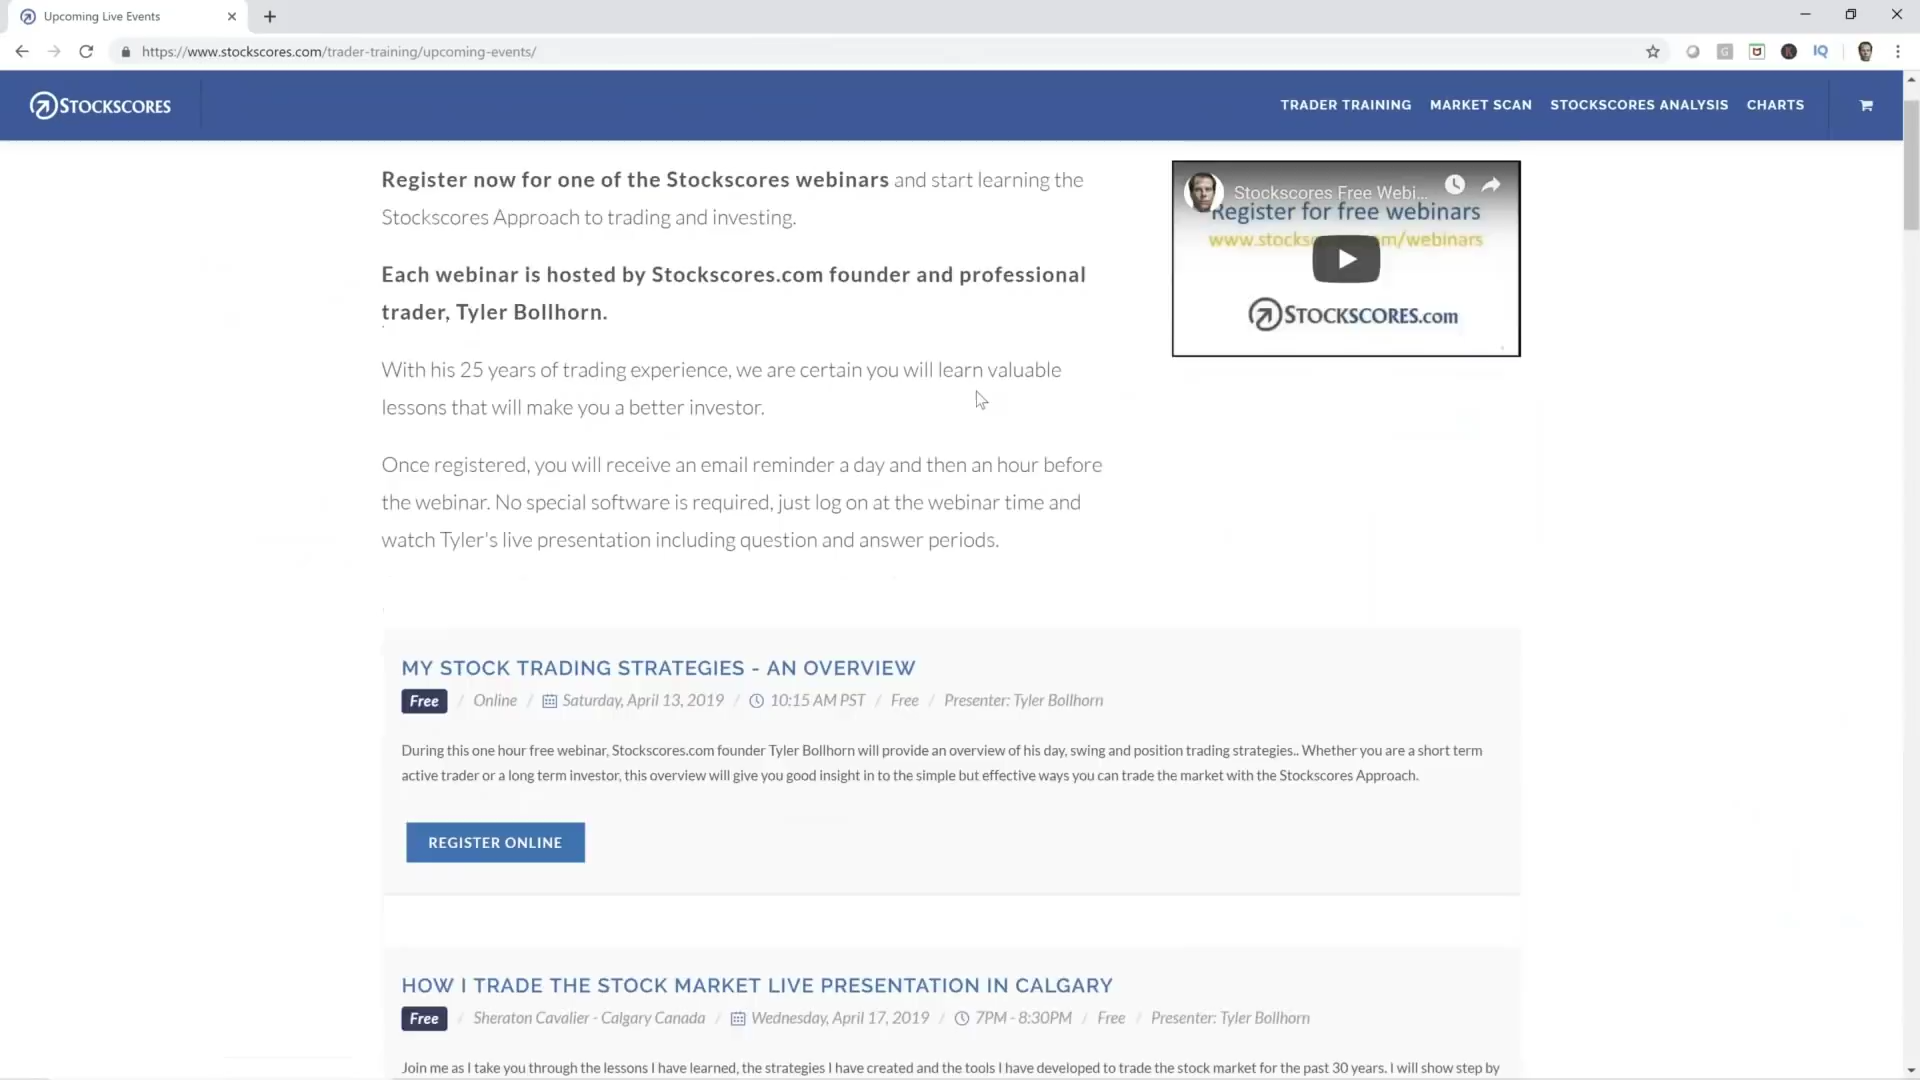 Upcoming Live Events
https://www.stockscores.com/trader-training/upcoming-events/
STOCKSCORES
TRADER TRAINING
MARKET SCAN
STOCKSCORES ANALYSIS
CHARTS
Register now for one of the Stockscores webinars and start learning the
Stockscores Approach to trading and investing.
Each webinar is hosted by Stockscores.com founder and professional
trader, Tyler Bollhorn.
With his 25 years of trading experience, we are certain you will learn valuable
lessons that will make you a better investor.
Once registered, you will receive an email reminder a day and then an hour before
the webinar. No special software is required, just log on at the webinar time and
watch Tyler's live presentation including question and answer periods.
Stockscores Free Webi...
Register for free webinars
www.stocks m/webinars
STOCKSCORES.com
MY STOCK TRADING STRATEGIES - AN OVERVIEW
Free / Online / Saturday, April 13, 2019 / 10:15 AM PST / Free / Presenter: Tyler Bollhorn
During this one hour free webinar, Stockscores.com founder Tyler Bollhorn will provide an overview of his day, swing and position trading strategies.. Whether you are a short term
active trader or a long term investor, this overview will give you good insight in to the simple but effective ways you can trade the market with the Stockscores Approach.
REGISTER ONLINE
HOW I TRADE THE STOCK MARKET LIVE PRESENTATION IN CALGARY
Free / Sheraton Cavalier - Calgary Canada / Wednesday, April 17, 2019 / 7PM - 8:30PM / Free / Presenter: Tyler Bollhorn
Join me as I take you through the lessons I have learned, the strategies I have created and the tools I have developed to trade the stock market for the past 30 years. I will show step by